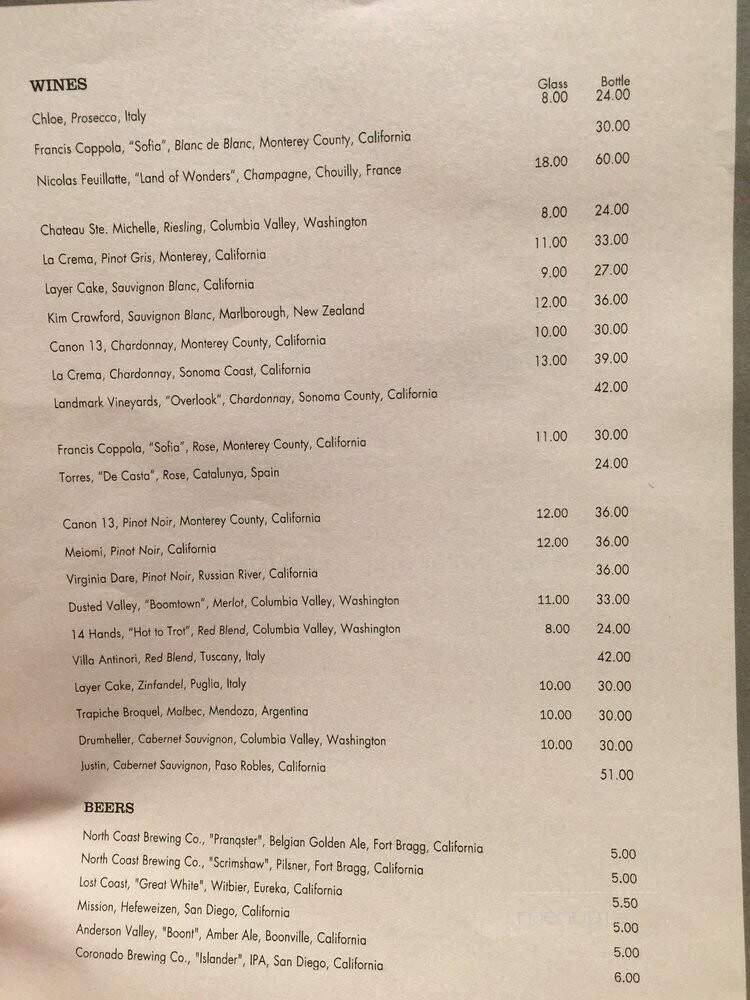 WINES Glass Bottle
Chloe, Prosecco, Italy 8.00 24.00
Francis Coppola, "Sofia", Blanc de Blanc, Monterey County, California 30.00
Nicolas Feuillatte, "Land of Wonders", Champagne, Chouilly, France 18.00 60.00
Chateau Ste. Michelle, Riesling, Columbia Valley, Washington 8.00 24.00
La Crema, Pinot Gris, Monterey, California 11.00 33.00
Layer Cake, Sauvignon Blanc, California 9.00 27.00
Kim Crawford, Sauvignon Blanc, Marlborough, New Zealand 12.00 36.00
Canon 13, Chardonnay, Monterey County, California 10.00 30.00
La Crema, Chardonnay, Sonoma Coast, California 13.00 39.00
Landmark Vineyards, "Overlook", Chardonnay, Sonoma County, California 42.00
Francis Coppola, "Sofia", Rose, Monterey County, California 11.00 30.00
Torres, "De Casta", Rose, Catalunya, Spain 24.00
Canon 13, Pinot Noir, Monterey County, California 12.00 36.00
Meiomi, Pinot Noir, California 12.00 36.00
Virginia Dare, Pinot Noir, Russian River, California 36.00
Dusted Valley, "Boomtown", Merlot, Columbia Valley, Washington 11.00 33.00
14 Hands, "Hot to Trot", Red Blend, Columbia Valley, Washington 8.00 24.00
Villa Antinori, Red Blend, Tuscany, Italy 42.00
Layer Cake, Zinfandel, Puglia, Italy 10.00 30.00
Trapiche Broquel, Malbec, Mendoza, Argentina 10.00 30.00
Drumheller, Cabernet Sauvignon, Columbia Valley, Washington 10.00 30.00
Justin, Cabernet Sauvignon, Paso Robles, California 51.00
BEERS
North Coast Brewing Co., "Pranqster", Belgian Golden Ale, Fort Bragg, California 5.00
North Coast Brewing Co., "Scrimshaw", Pilsner, Fort Bragg, California 5.00
Lost Coast, "Great White", Witbier, Eureka, California 5.50
Mission, Hefeweizen, San Diego, California 5.00
Anderson Valley, "Boont", Amber Ale, Boonville, California 5.00
Coronado Brewing Co., "Islander", IPA, San Diego, California 6.00